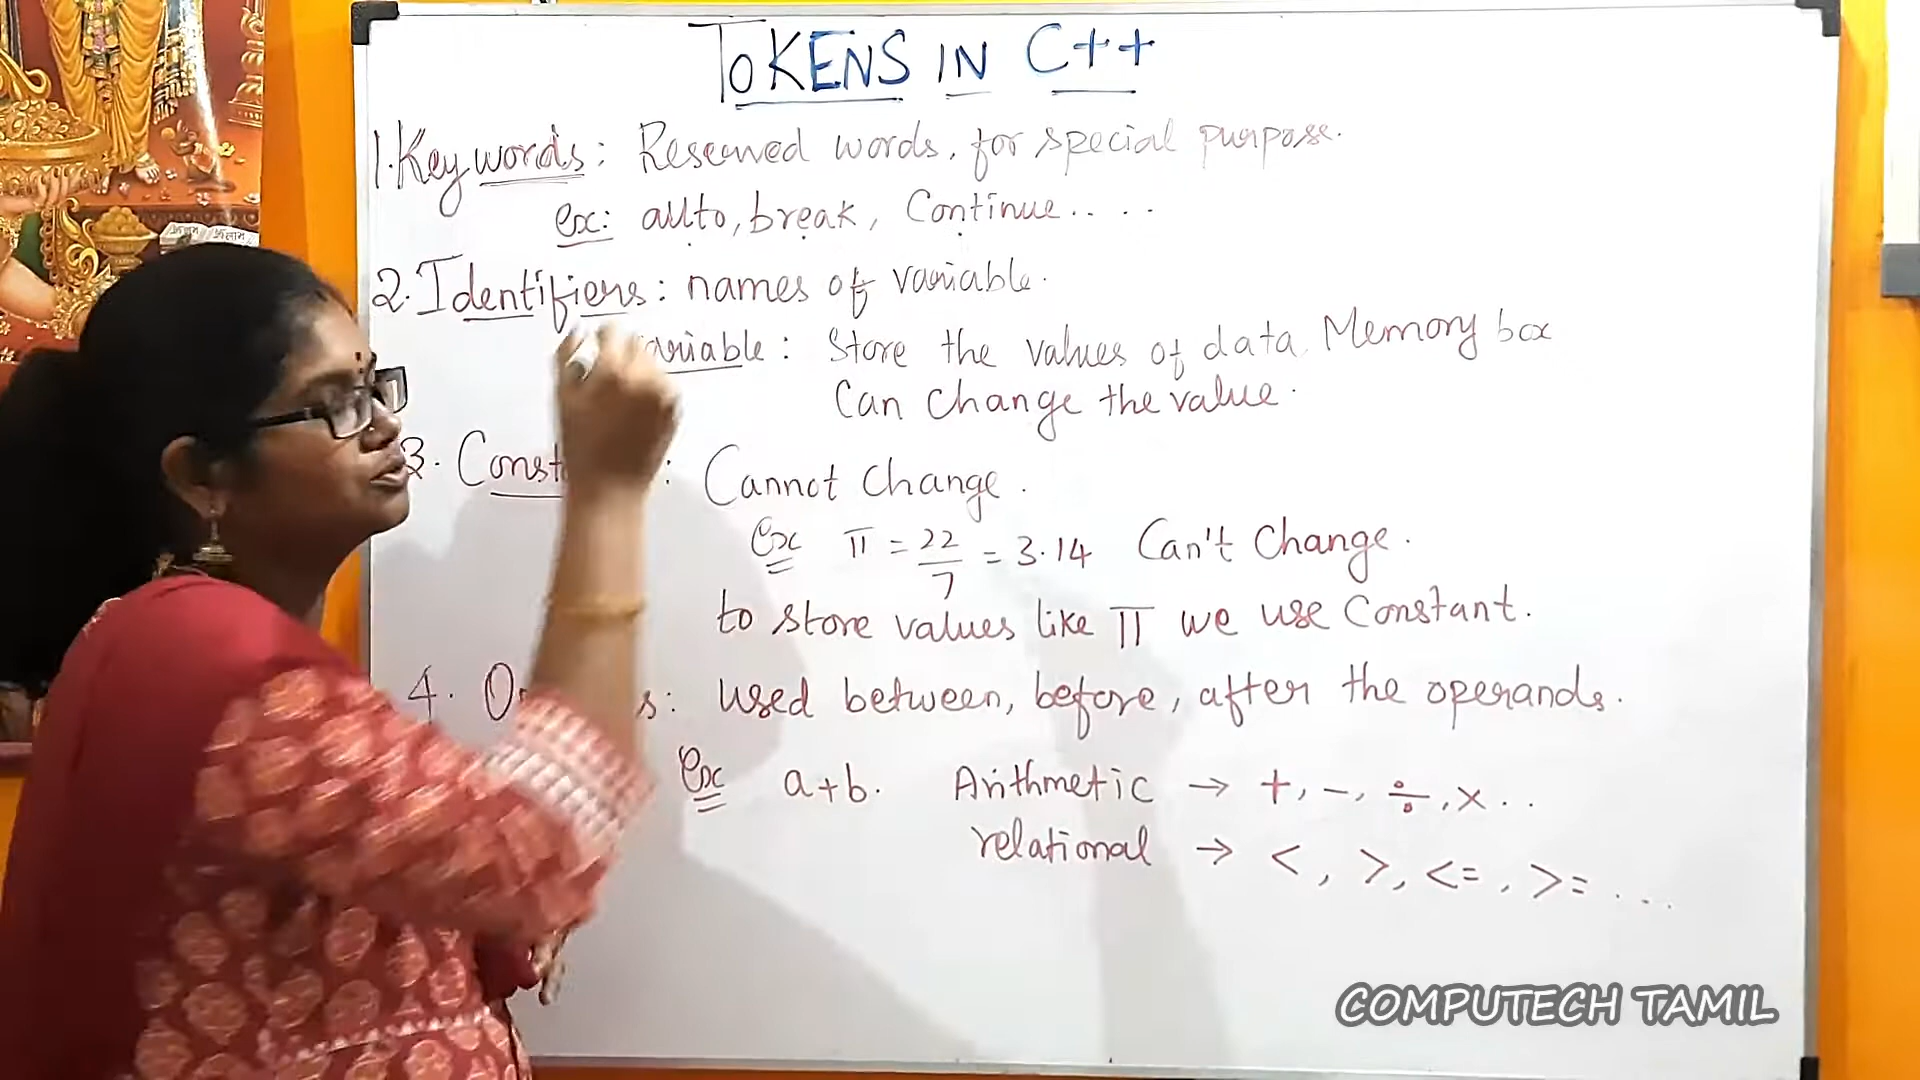 TOKENS IN C++
1. Keywords: Reserved words, for special purpose.
ex: auto, break, Continue.. . .
2. Identifiers: names of variable.
ariable: Store the values of data, Memory box
Can change the value.
3. Const : Cannot change.
ex π = 22/7 = 3.14 Can't change.
to store values like π we use Constant.
4. Op s: used between, before, after the operands.
ex a+b. Arithmetic → +, -, ÷, × ..
relational → <, >, <=, >= ....
COMPUTECH TAMIL